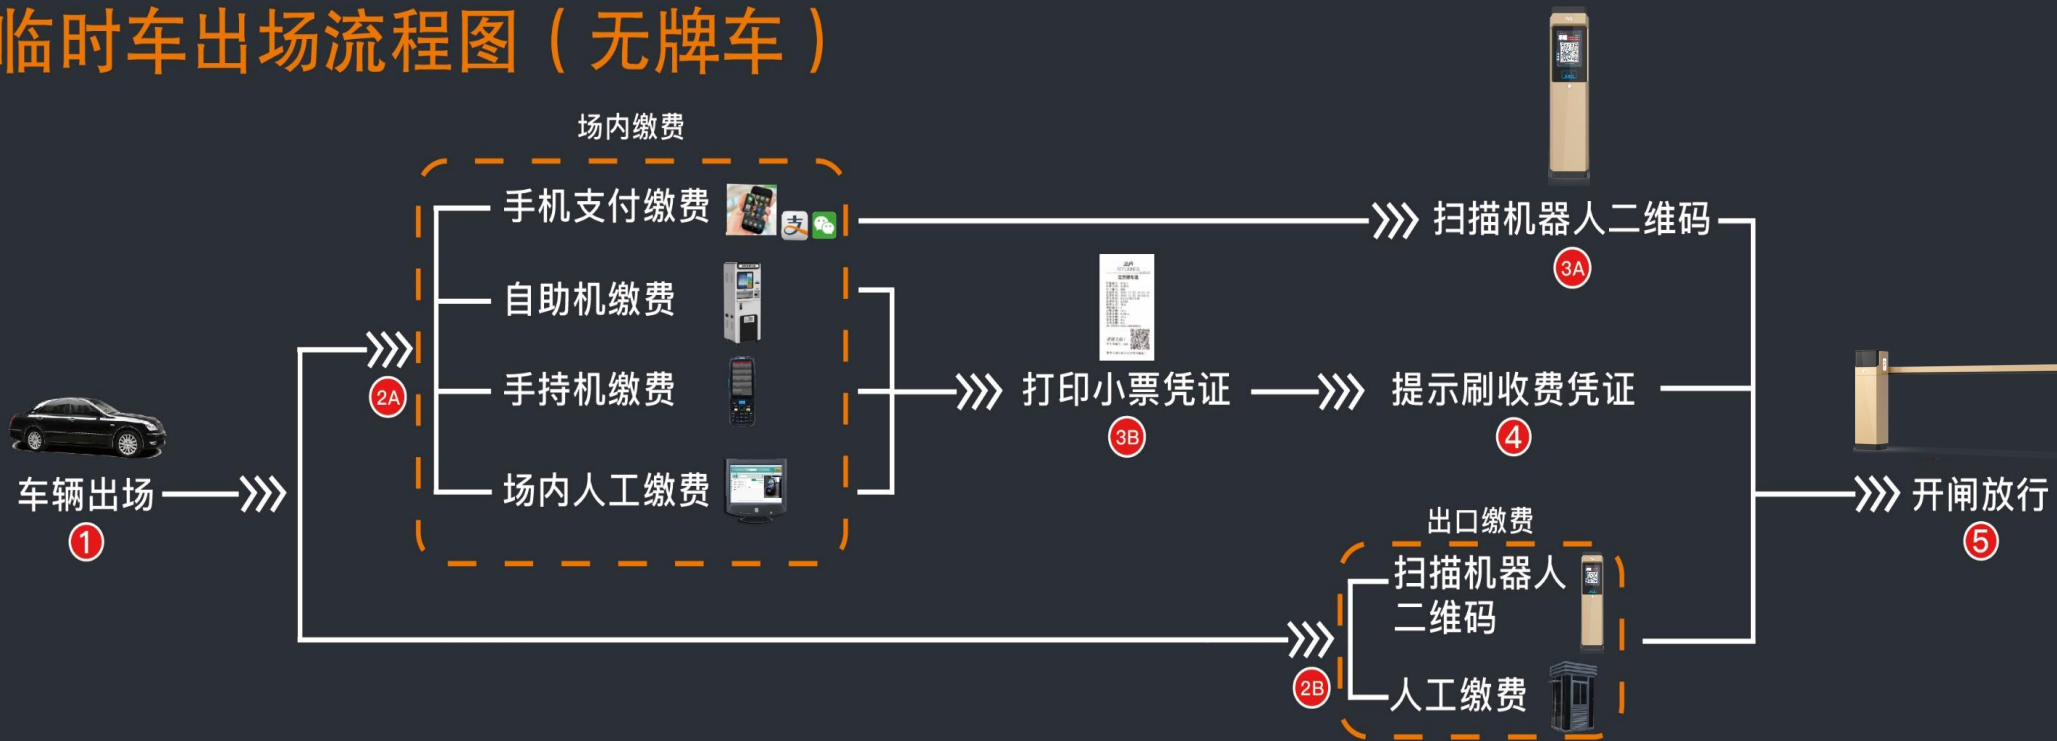 临时车出场流程图（无牌车）
场内缴费
手机支付缴费
支
扫描机器人二维码
3A
自助机缴费
2A
手持机缴费
打印小票凭证
3B
提示刷收费凭证
4
场内人工缴费
车辆出场
1
开闸放行
5
出口缴费
扫描机器人
二维码
2B
人工缴费